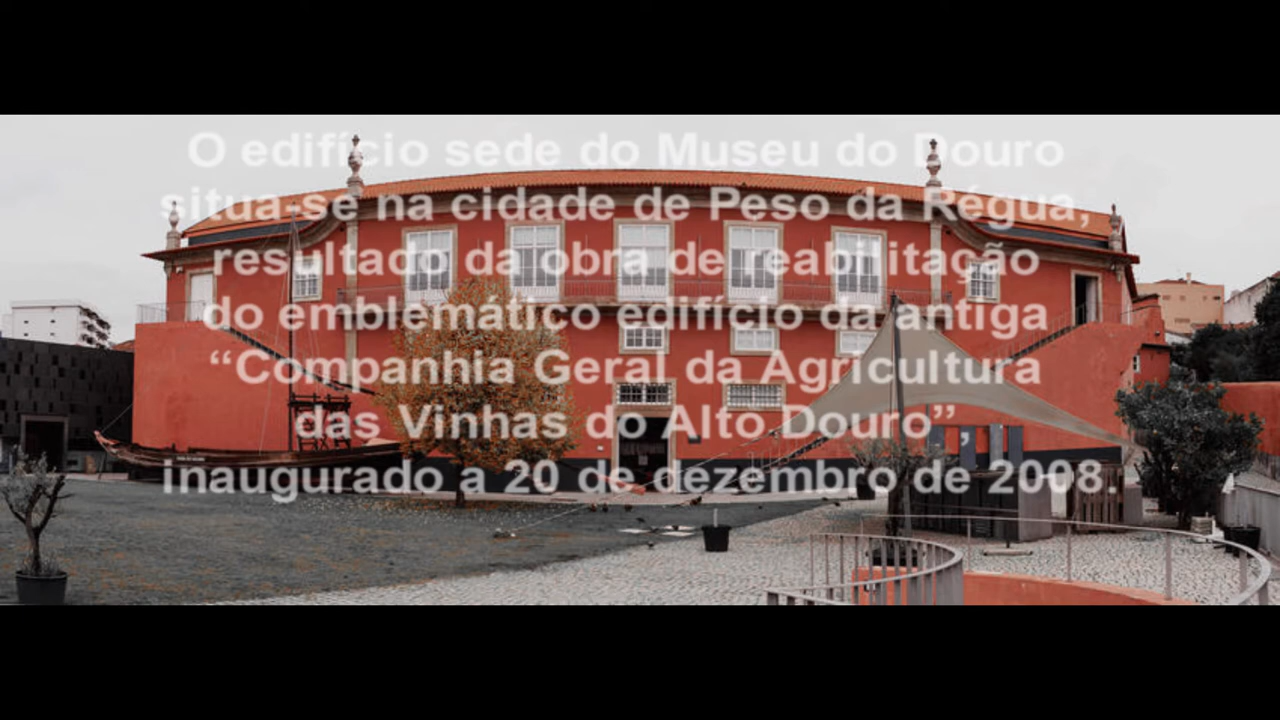 O edifício sede do Museu do Douro
situa-se na cidade de Peso da Régua,
resultado da obra de reabilitação
do emblemático edifício da antiga
“Companhia Geral da Agricultura
das Vinhas do Alto Douro”,
inaugurado a 20 de dezembro de 2008.